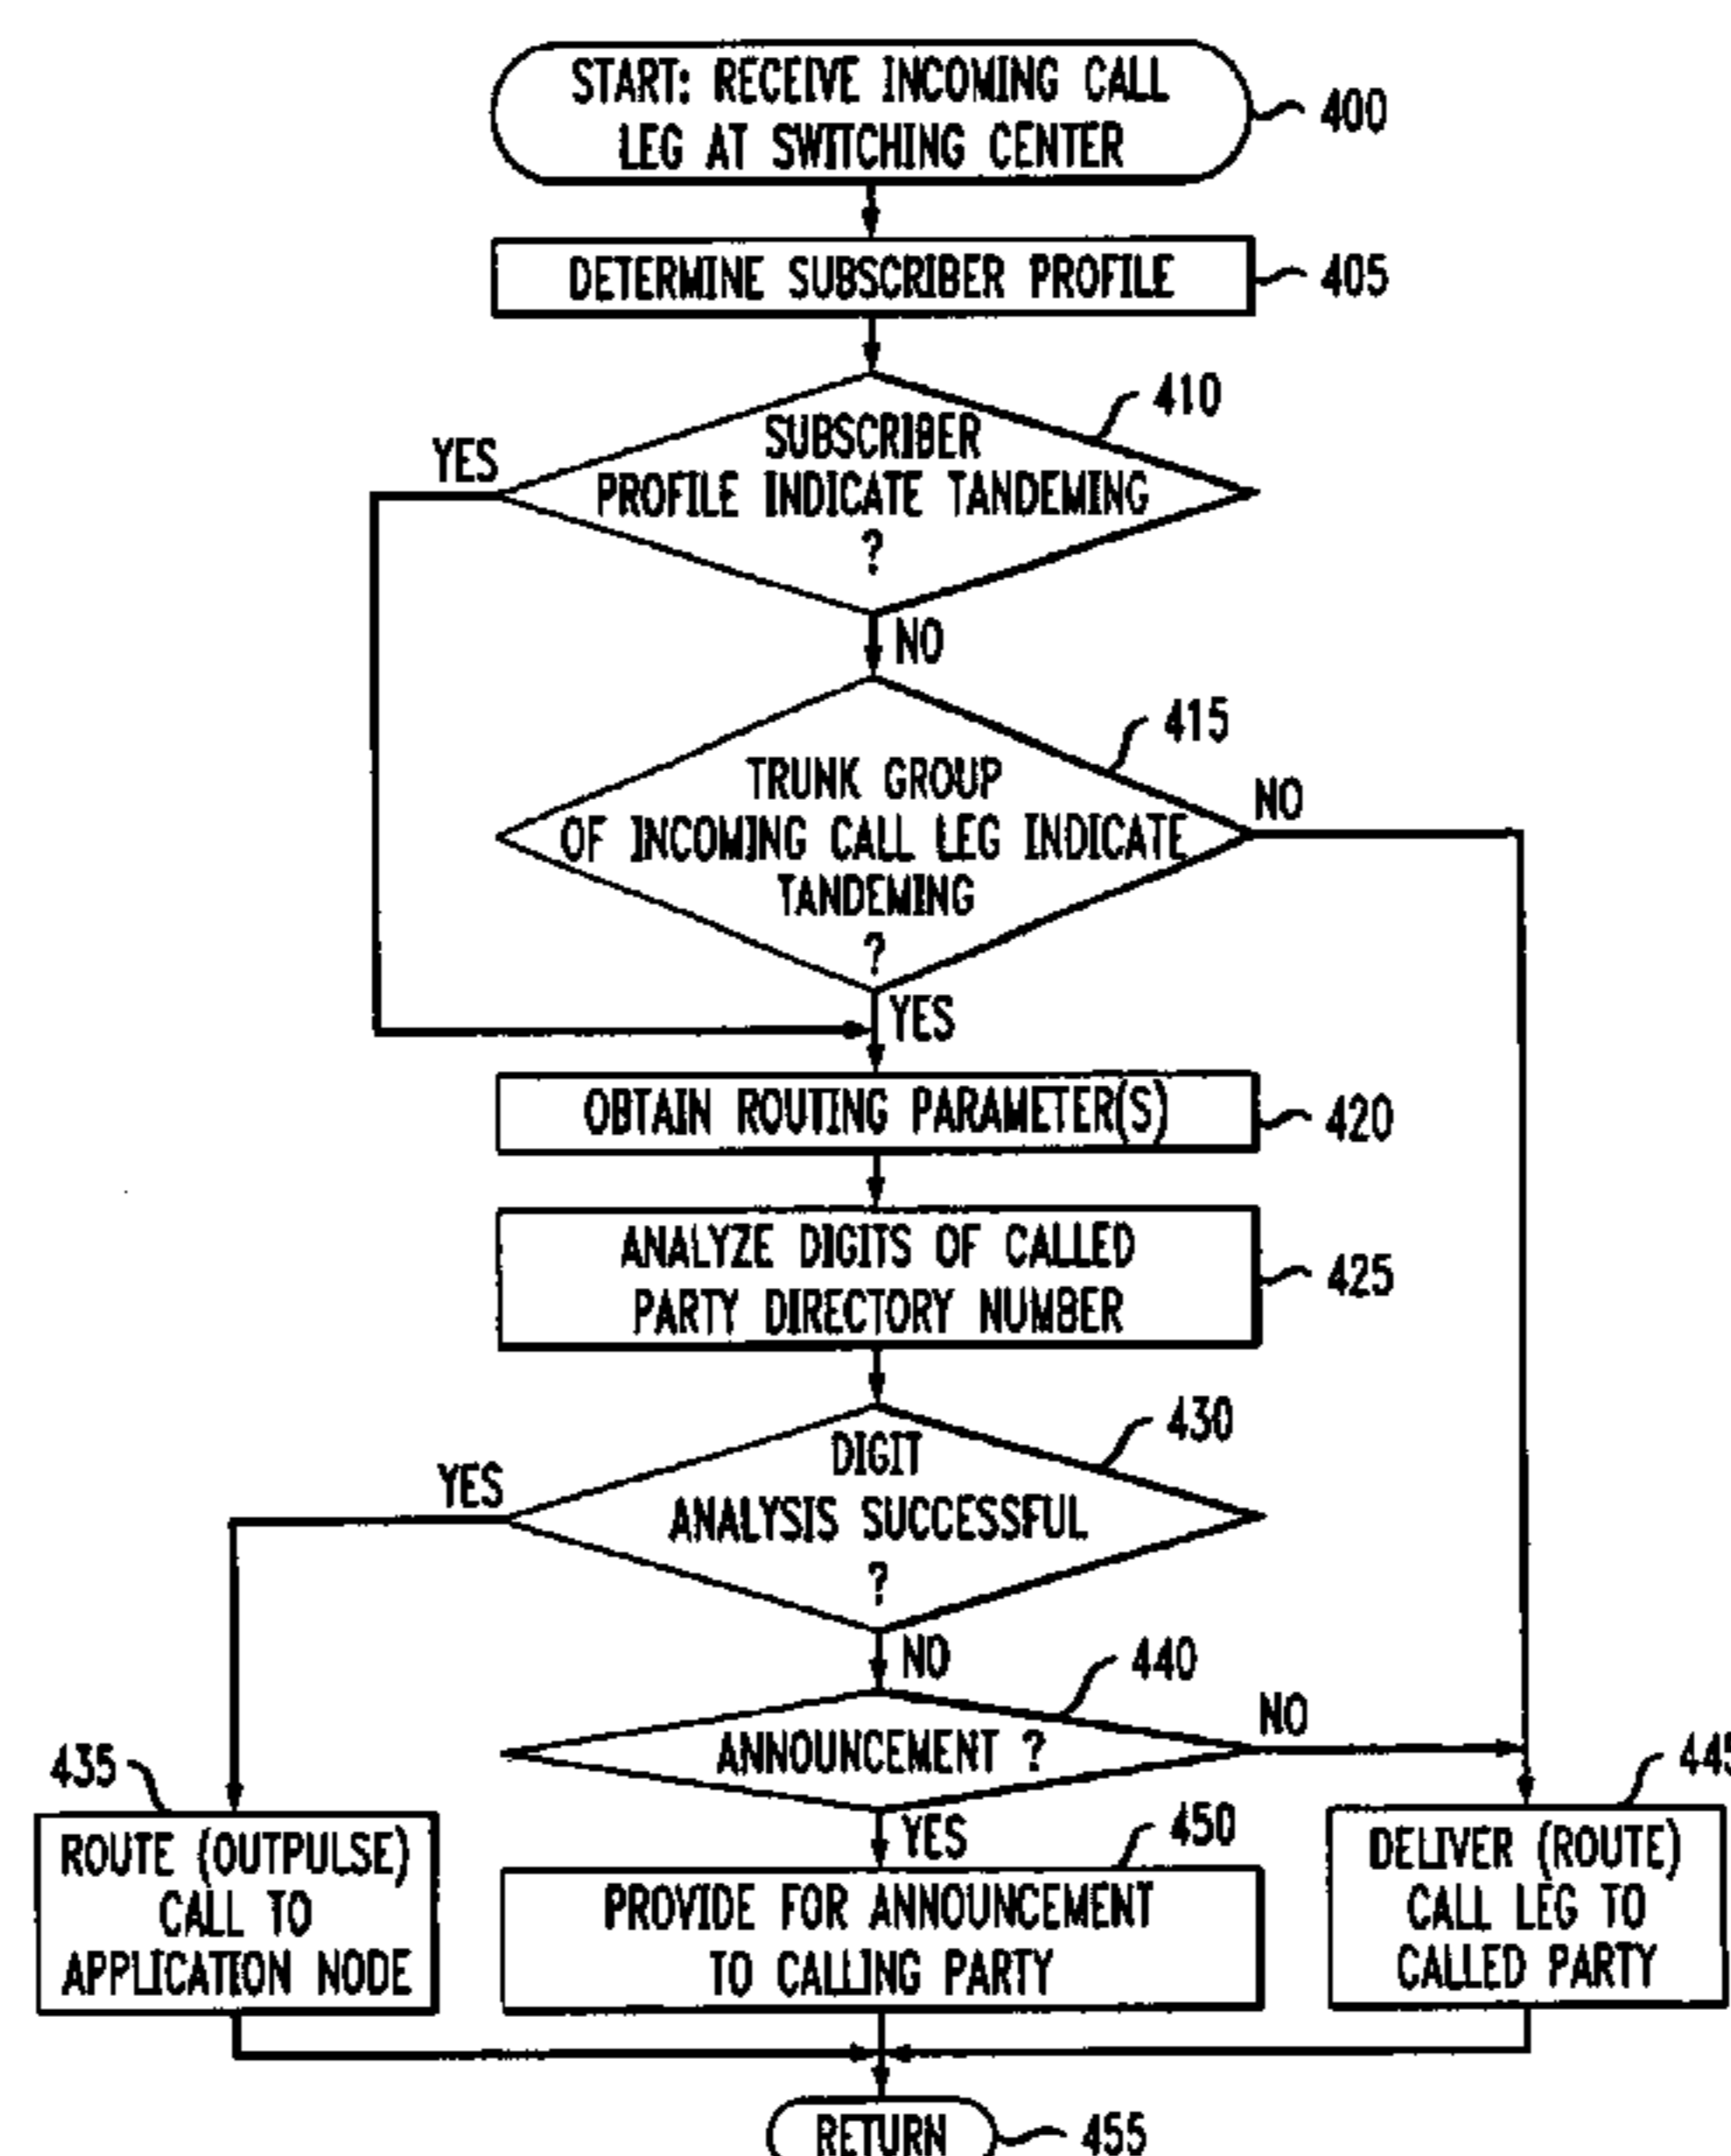 START: RECEIVE INCOMING CALL
LEG AT SWITCHING CENTER
400
DETERMINE SUBSCRIBER PROFILE
405
410
SUBSCRIBER
PROFILE INDICATE TANDEMING
?
YES
NO
415
TRUNK GROUP
OF INCOMING CALL LEG INDICATE
TANDEMING
?
NO
YES
OBTAIN ROUTING PARAMETER(S)
420
ANALYZE DIGITS OF CALLED
PARTY DIRECTORY NUMBER
425
430
DIGIT
ANALYSIS SUCCESSFUL
?
YES
NO
440
ANNOUNCEMENT ?
NO
YES
435
ROUTE (OUTPULSE)
CALL TO
APPLICATION NODE
450
PROVIDE FOR ANNOUNCEMENT
TO CALLING PARTY
445
DELIVER (ROUTE)
CALL LEG TO
CALLED PARTY
RETURN
455